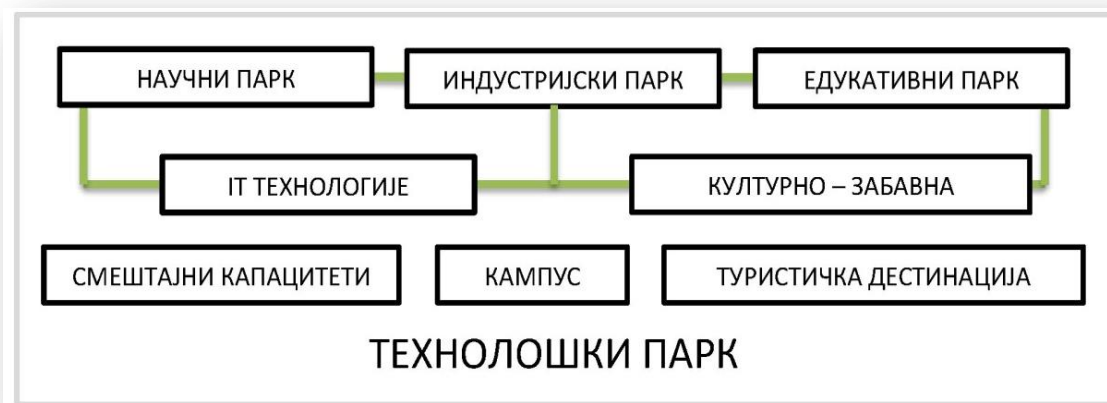 НАУЧНИ ПАРК
ИНДУСТРИЈСКИ ПАРК
ЕДУКАТИВНИ ПАРК
IT ТЕХНОЛОГИЈЕ
КУЛТУРНО – ЗАБАВНА
СМЕШТАЈНИ КАПАЦИТЕТИ
КАМПУС
ТУРИСТИЧКА ДЕСТИНАЦИЈА
ТЕХНОЛОШКИ ПАРК